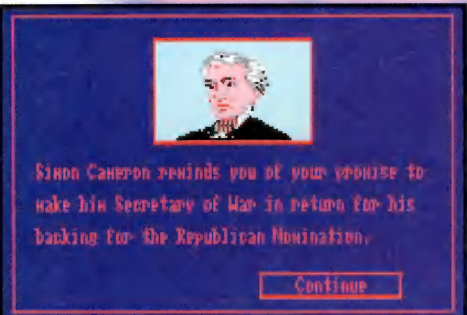 Simon Cameron reminds you of your promise to
make him Secretary of War in return for his
backing for the Republican Nomination.
Continue